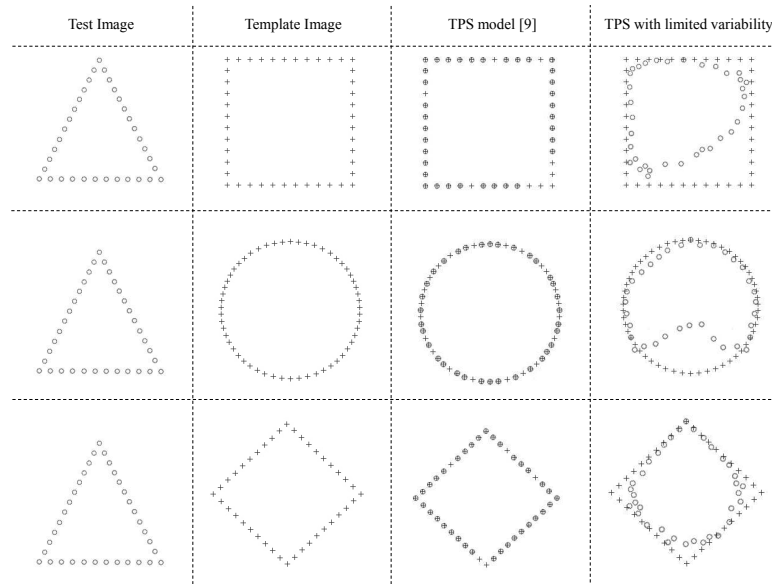 Test Image
Template Image
TPS model [9]
TPS with limited variability